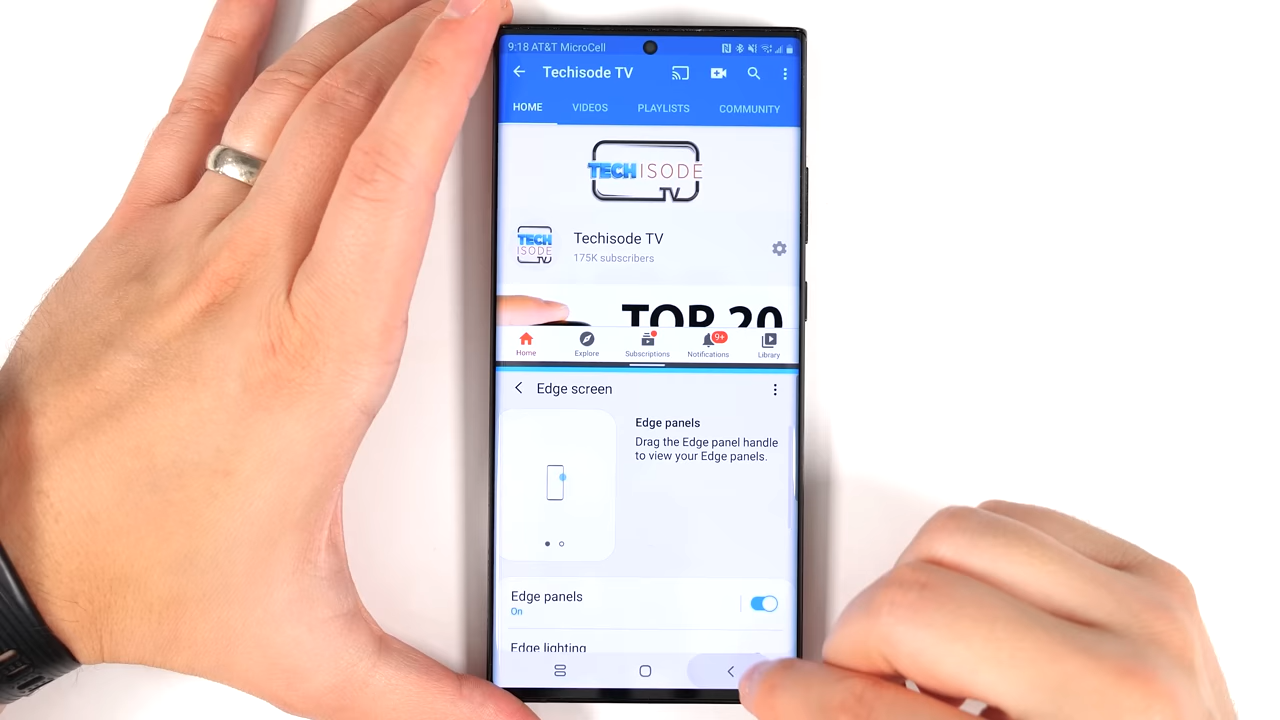 9:18 AT&T MicroCell
Techisode TV
HOME VIDEOS PLAYLISTS COMMUNITY
TECHISODE
TV
TECH
ISODE
TV
Techisode TV
175K subscribers
TOP 20
Home Explore Subscriptions Notifications 9+ Library
Edge screen
Edge panels
Drag the Edge panel handle
to view your Edge panels.
Edge panels
On
Edge lighting